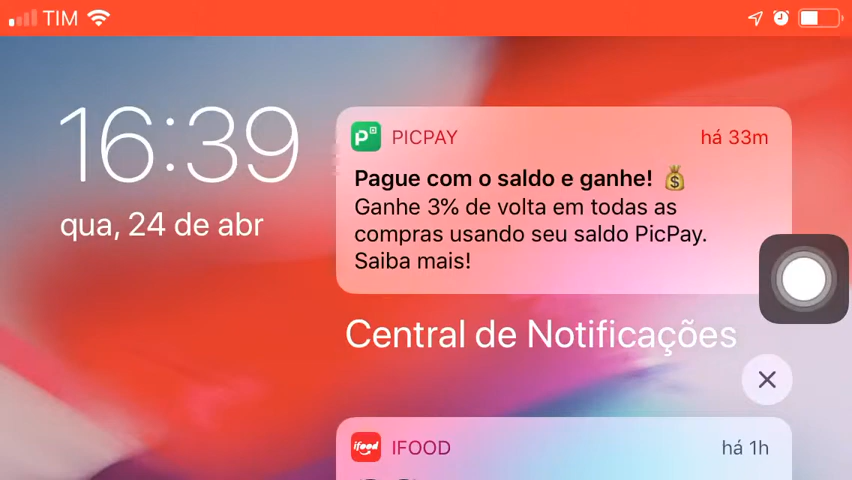 TIM
16:39
qua, 24 de abr
PICPAY
há 33m
Pague com o saldo e ganhe! 💰
Ganhe 3% de volta em todas as
compras usando seu saldo PicPay.
Saiba mais!
Central de Notificações
ifood
IFOOD
há 1h